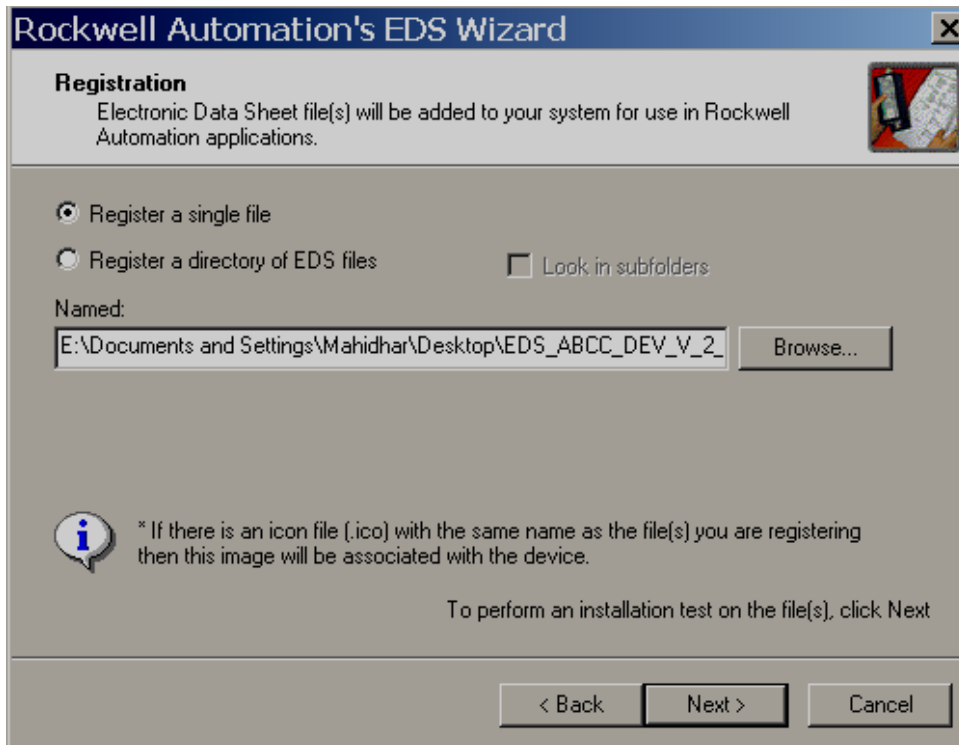 Rockwell Automation's EDS Wizard
Registration
Electronic Data Sheet file(s) will be added to your system for use in Rockwell
Automation applications.
Register a single file
Register a directory of EDS files
Look in subfolders
Named:
E:\Documents and Settings\Mahidhar\Desktop\EDS_ABCC_DEV_V_2_
Browse...
* If there is an icon file (.ico) with the same name as the file(s) you are registering
then this image will be associated with the device.
To perform an installation test on the file(s), click Next
< Back
Next >
Cancel